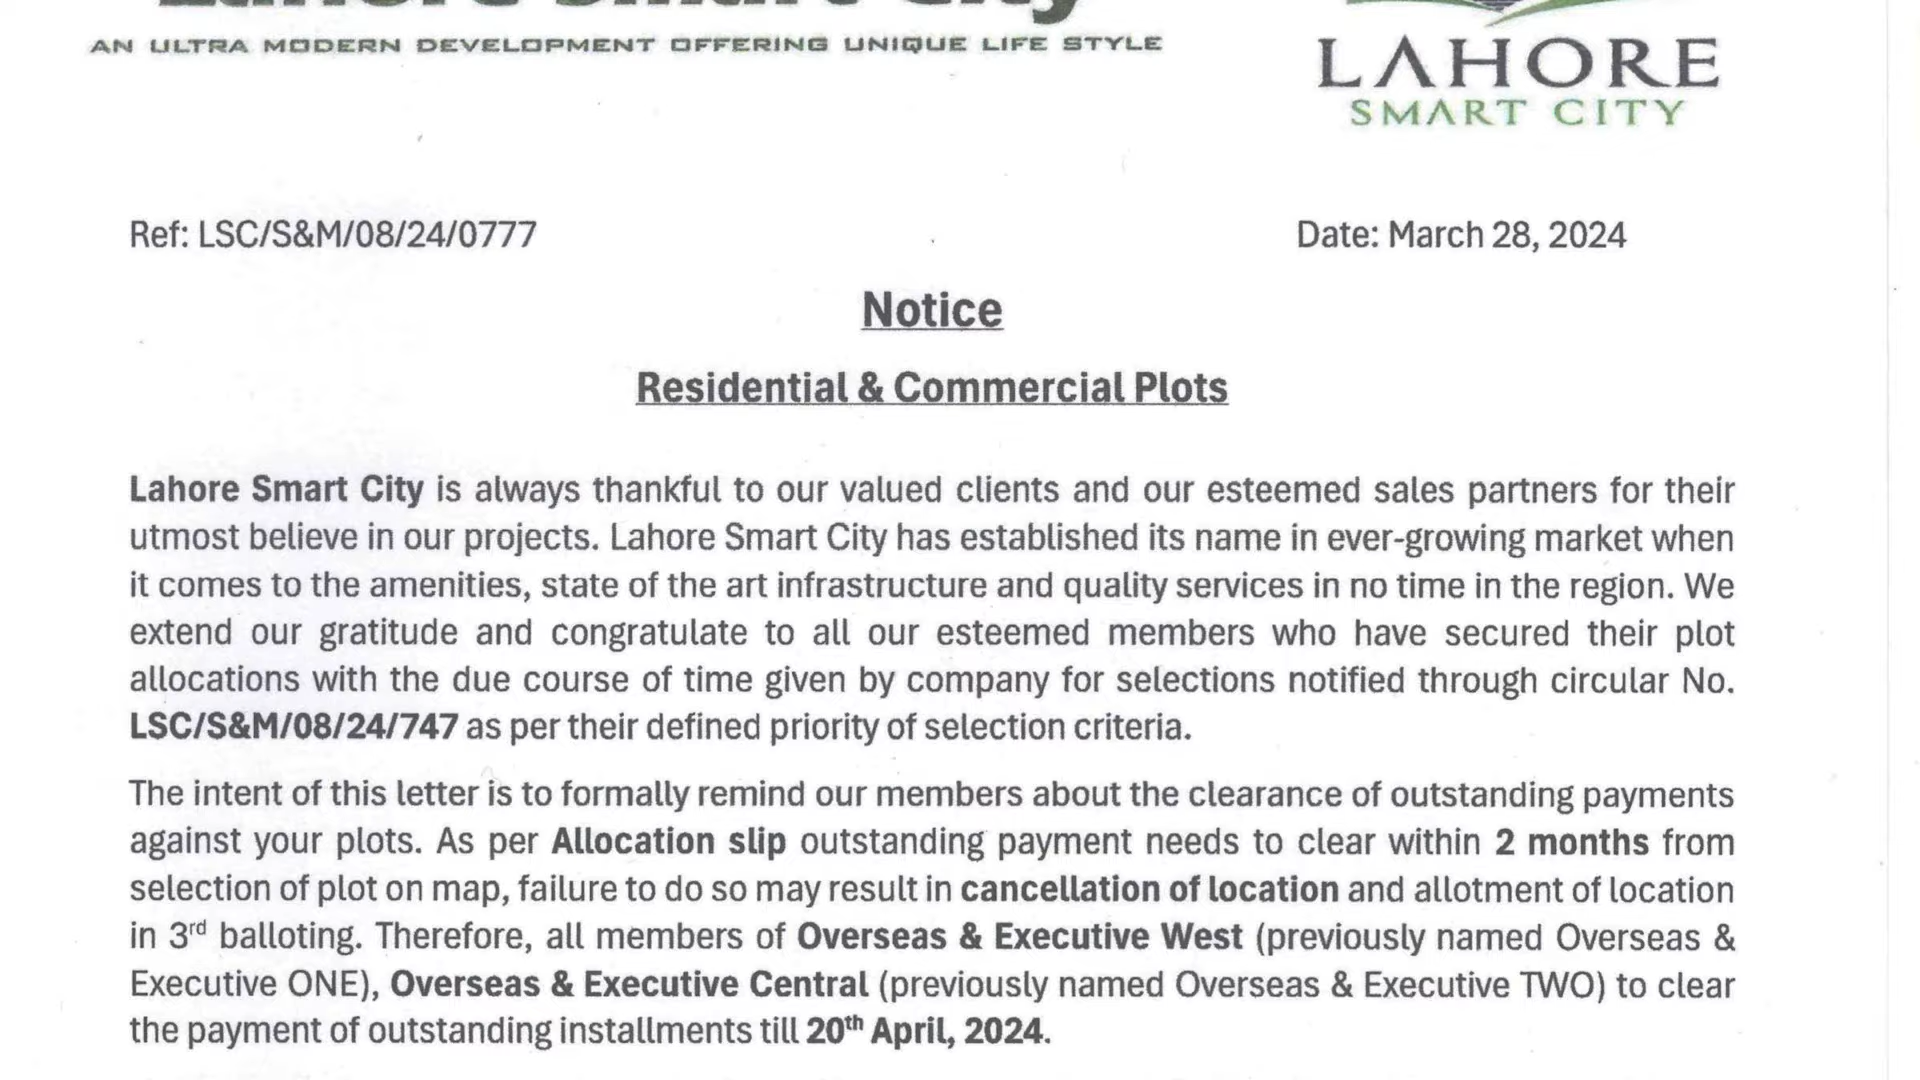 Lahore Smart City
AN ULTRA MODERN DEVELOPMENT OFFERING UNIQUE LIFE STYLE
LAHORE
SMART CITY
Ref: LSC/S&M/08/24/0777
Date: March 28, 2024
Notice
Residential & Commercial Plots
Lahore Smart City is always thankful to our valued clients and our esteemed sales partners for their
utmost believe in our projects. Lahore Smart City has established its name in ever-growing market when
it comes to the amenities, state of the art infrastructure and quality services in no time in the region. We
extend our gratitude and congratulate to all our esteemed members who have secured their plot
allocations with the due course of time given by company for selections notified through circular No.
LSC/S&M/08/24/747 as per their defined priority of selection criteria.
The intent of this letter is to formally remind our members about the clearance of outstanding payments
against your plots. As per Allocation slip outstanding payment needs to clear within 2 months from
selection of plot on map, failure to do so may result in cancellation of location and allotment of location
in 3rd balloting. Therefore, all members of Overseas & Executive West (previously named Overseas &
Executive ONE), Overseas & Executive Central (previously named Overseas & Executive TWO) to clear
the payment of outstanding installments till 20th April, 2024.